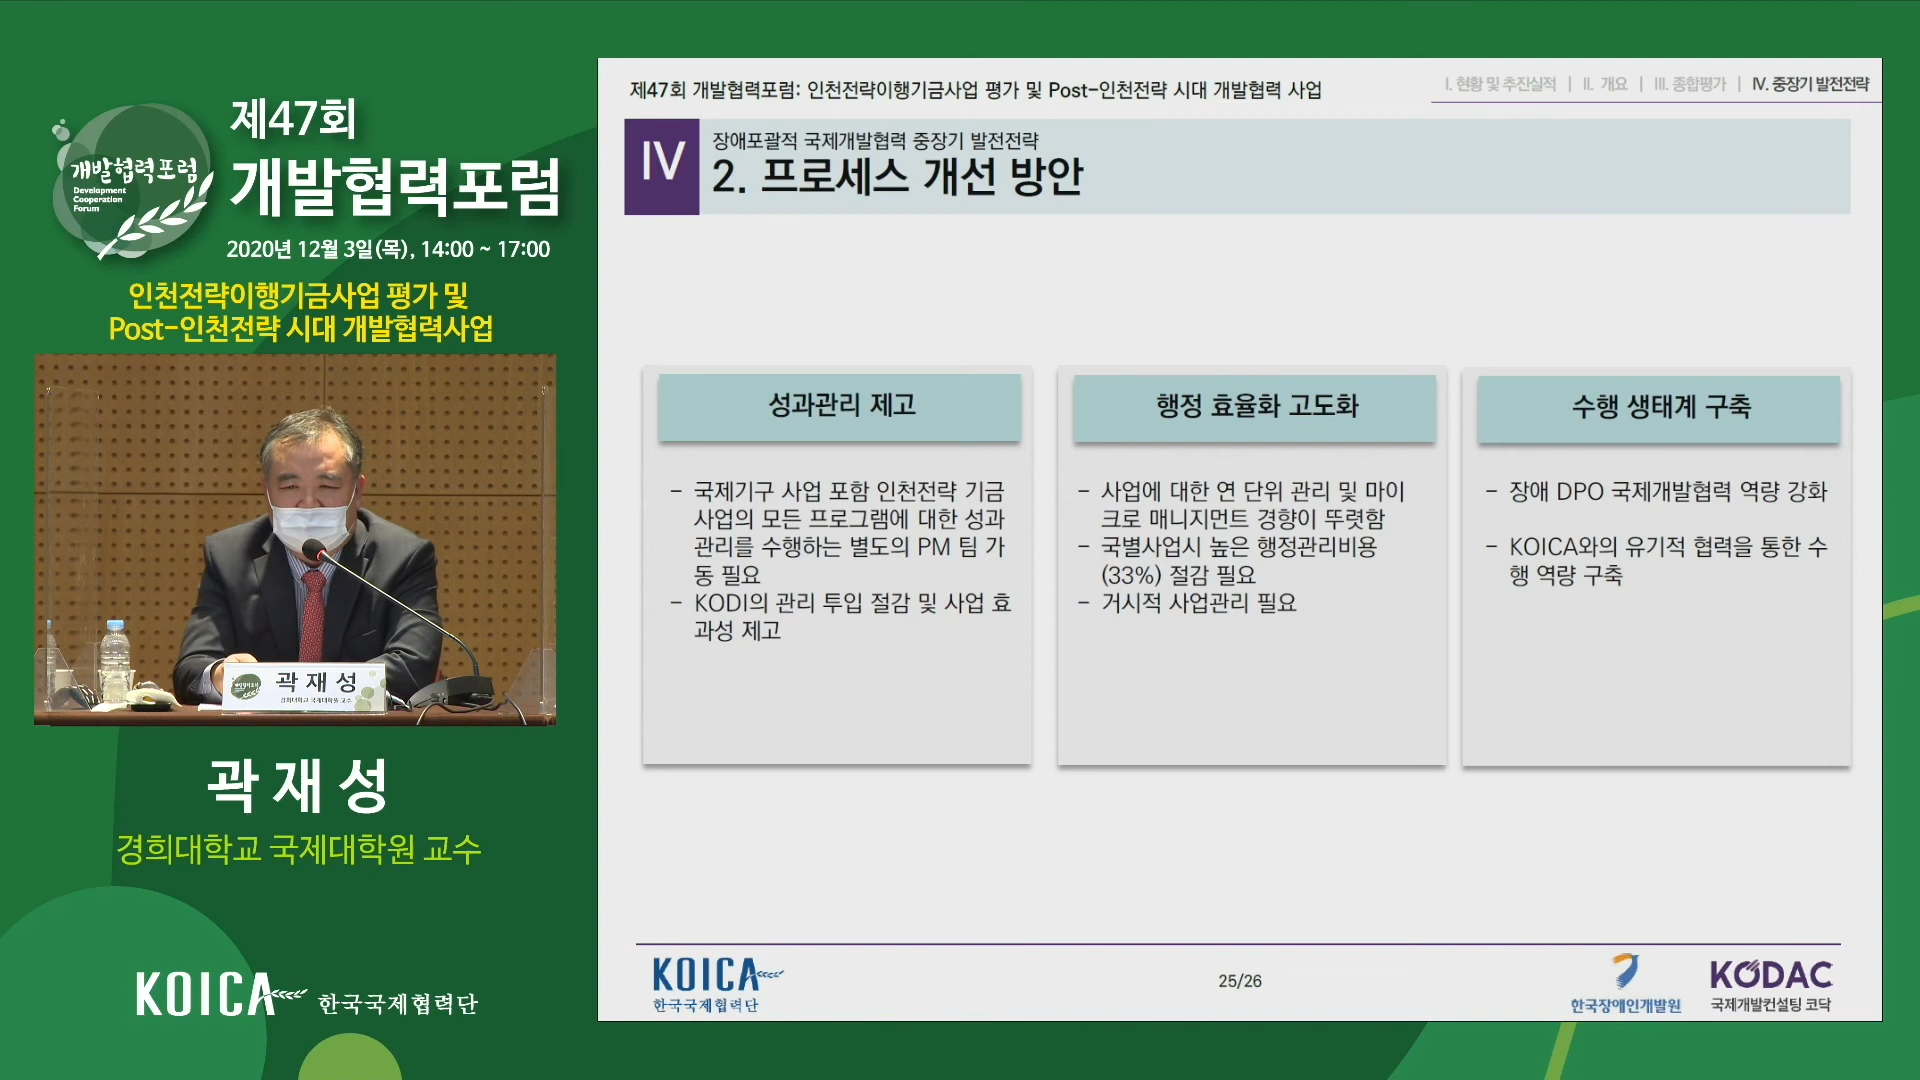 제47회
개발협력포럼
개발협력포럼
Development
Cooperation
Forum
2020년 12월 3일(목), 14:00 ~ 17:00
인천전략이행기금사업 평가 및
Post-인천전략 시대 개발협력사업
곽 재 성
경희대학교 국제대학원 교수
곽 재 성
경희대학교 국제대학원 교수
KOICA 한국국제협력단
제47회 개발협력포럼: 인천전략이행기금사업 평가 및 Post-인천전략 시대 개발협력 사업
I. 현황 및 추진실적 | II. 개요 | III. 종합평가 | IV. 중장기 발전전략
IV
장애포괄적 국제개발협력 중장기 발전전략
2. 프로세스 개선 방안
성과관리 제고
- 국제기구 사업 포함 인천전략 기금
사업의 모든 프로그램에 대한 성과
관리를 수행하는 별도의 PM 팀 가
동 필요
- KODI의 관리 투입 절감 및 사업 효
과성 제고
행정 효율화 고도화
- 사업에 대한 연 단위 관리 및 마이
크로 매니지먼트 경향이 뚜렷함
- 국별사업시 높은 행정관리비용
(33%) 절감 필요
- 거시적 사업관리 필요
수행 생태계 구축
- 장애 DPO 국제개발협력 역량 강화
- KOICA와의 유기적 협력을 통한 수
행 역량 구축
KOICA
한국국제협력단
25/26
한국장애인개발원
KODAC
국제개발컨설팅 코닥